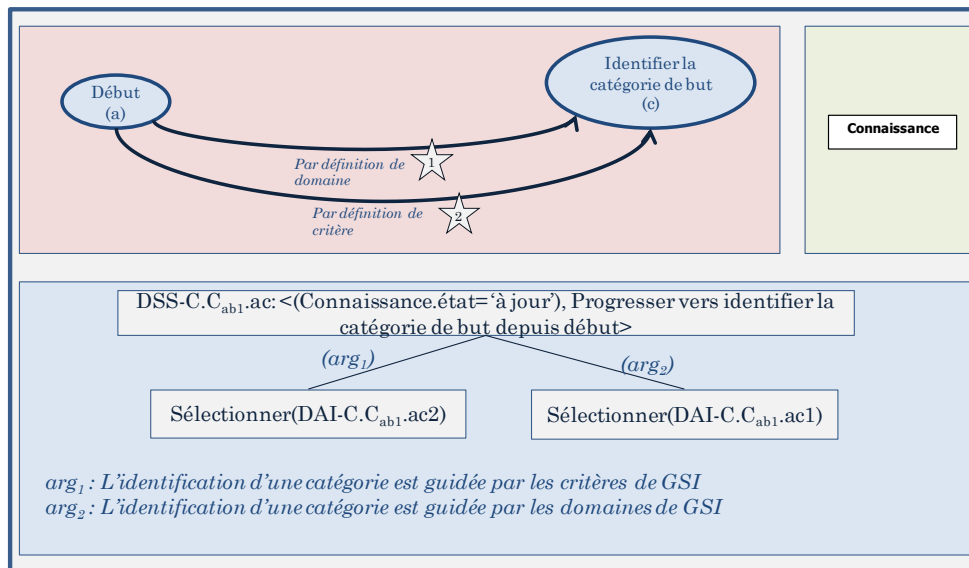 Début
(a)
Identifier la
catégorie de but
(c)
Par définition de
domaine
1
Par définition de
critère
2
Connaissance
DSS-C.Cab1.ac: <(Connaissance.état='à jour'), Progresser vers identifier la
catégorie de but depuis début>
(arg1)
(arg2)
Sélectionner(DAI-C.Cab1.ac2)
Sélectionner(DAI-C.Cab1.ac1)
arg1 : L'identification d'une catégorie est guidée par les critères de GSI
arg2 : L'identification d'une catégorie est guidée par les domaines de GSI